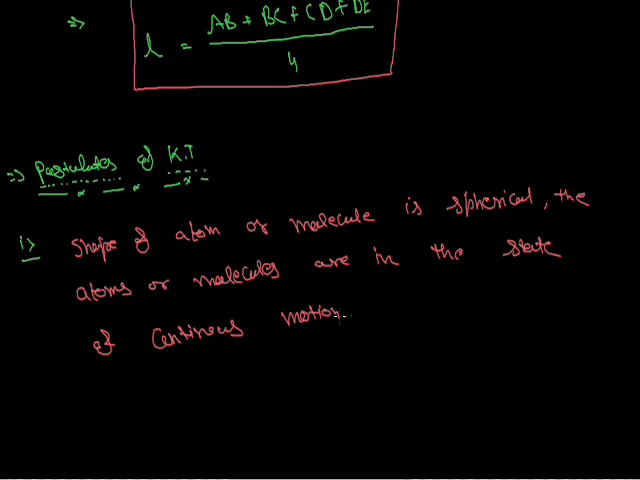 ⇒ l = AB + BC + CD + DE / 4
⇒ Postulates of K.T
i> Shape of atom or molecule is spherical, the
atoms or molecules are in the state
of Continous motion.